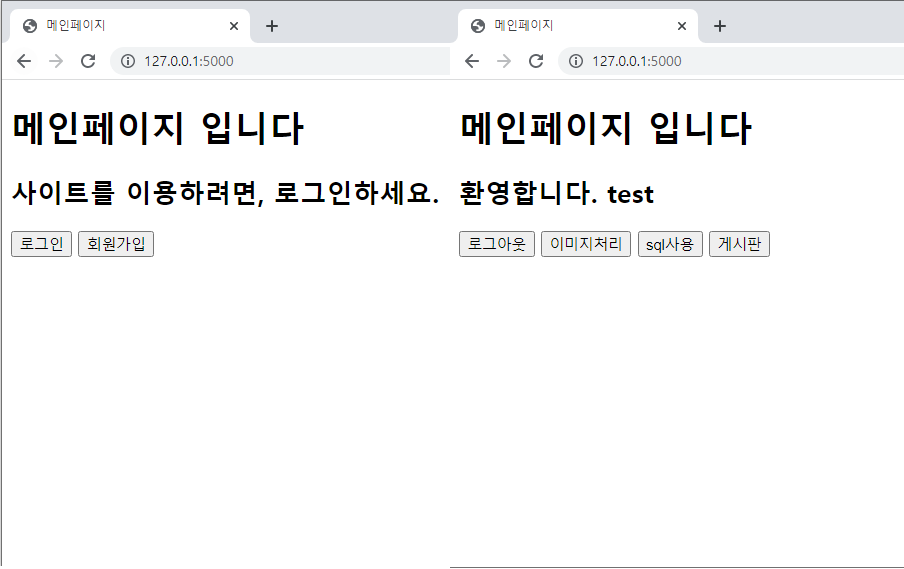 메인페이지
127.0.0.1:5000
메인페이지 입니다
사이트를 이용하려면, 로그인하세요.
로그인 회원가입
메인페이지
127.0.0.1:5000
메인페이지 입니다
환영합니다. test
로그아웃 이미지처리 sql사용 게시판